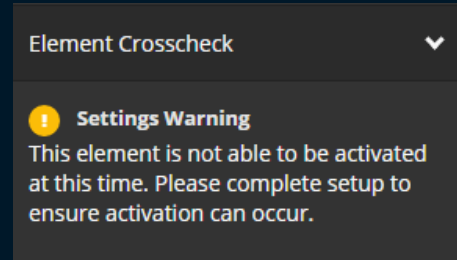 Element Crosscheck
Settings Warning
This element is not able to be activated
at this time. Please complete setup to
ensure activation can occur.